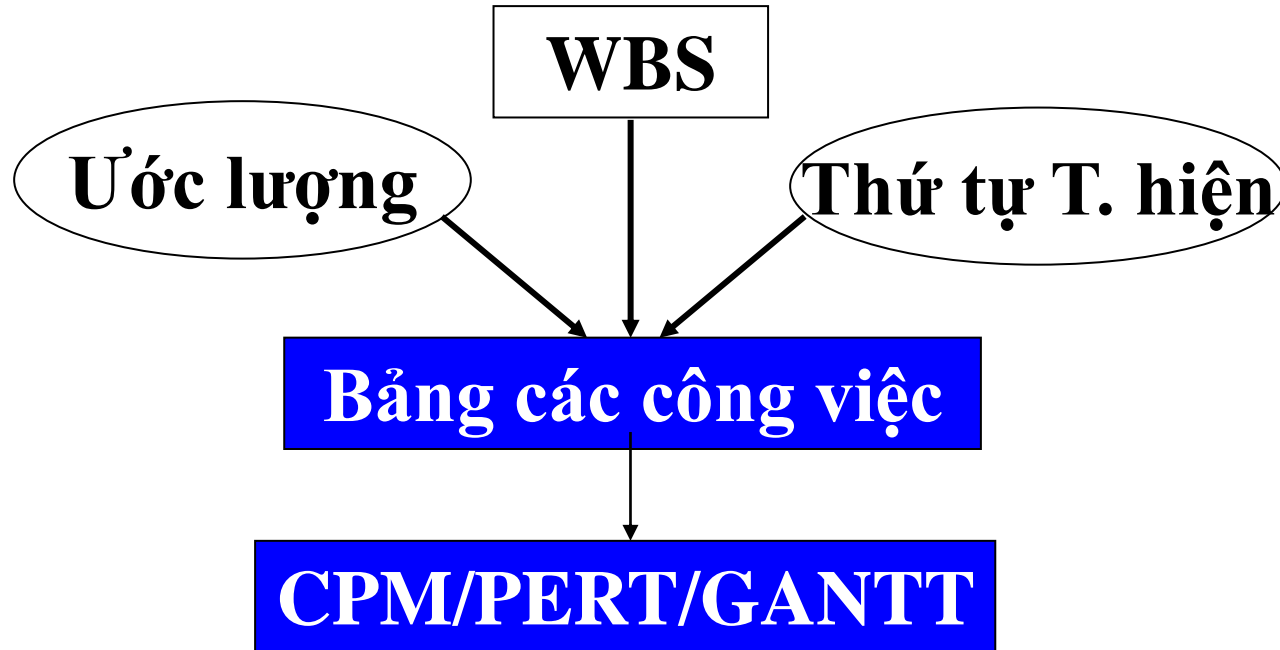 WBS
Ước lượng
Thứ tự T. hiện
Bảng các công việc
CPM/PERT/GANTT